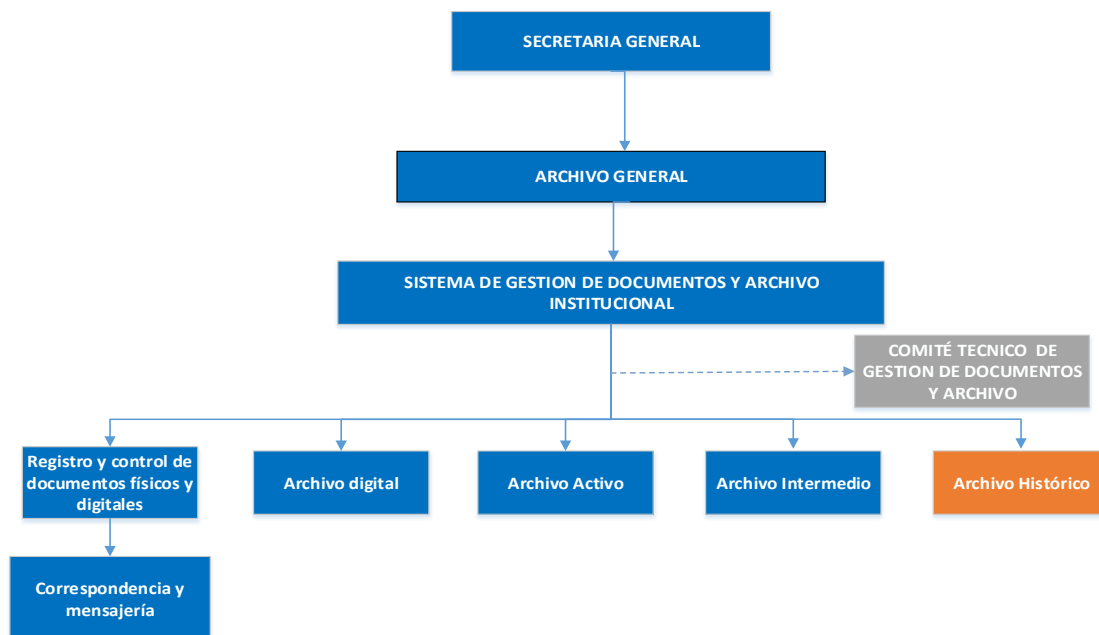 SECRETARIA GENERAL
ARCHIVO GENERAL
SISTEMA DE GESTION DE DOCUMENTOS Y ARCHIVO
INSTITUCIONAL
COMITÉ TECNICO DE
GESTION DE DOCUMENTOS
Y ARCHIVO
Registro y control de
documentos físicos y
digitales
Archivo digital
Archivo Activo
Archivo Intermedio
Archivo Histórico
Correspondencia y
mensajería